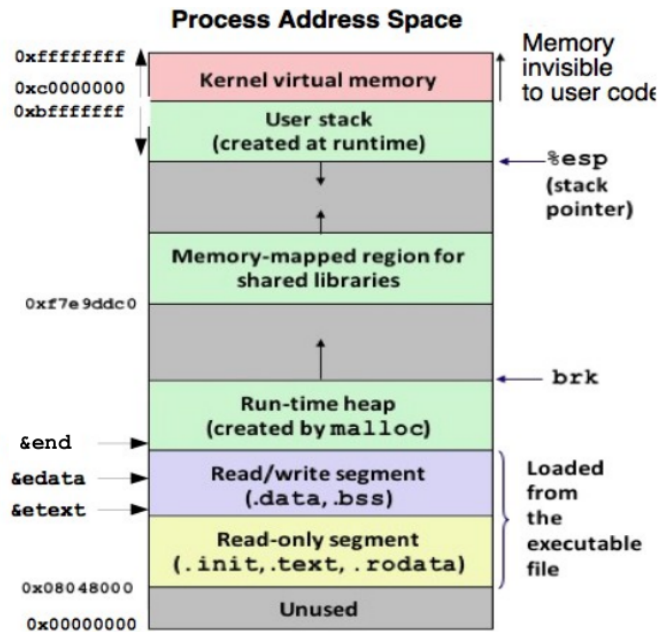 Process Address Space
0xffffffff
0xc0000000
0xbfffffff
Kernel virtual memory
Memory
invisible
to user code
User stack
(created at runtime)
%esp
(stack
pointer)
Memory-mapped region for
shared libraries
0xf7e9ddc0
brk
Run-time heap
(created by malloc)
&end
&edata
&etext
Read/write segment
(.data, .bss)
Read-only segment
(.init, .text, .rodata)
Loaded
from
the
executable
file
0x08048000
Unused
0x00000000